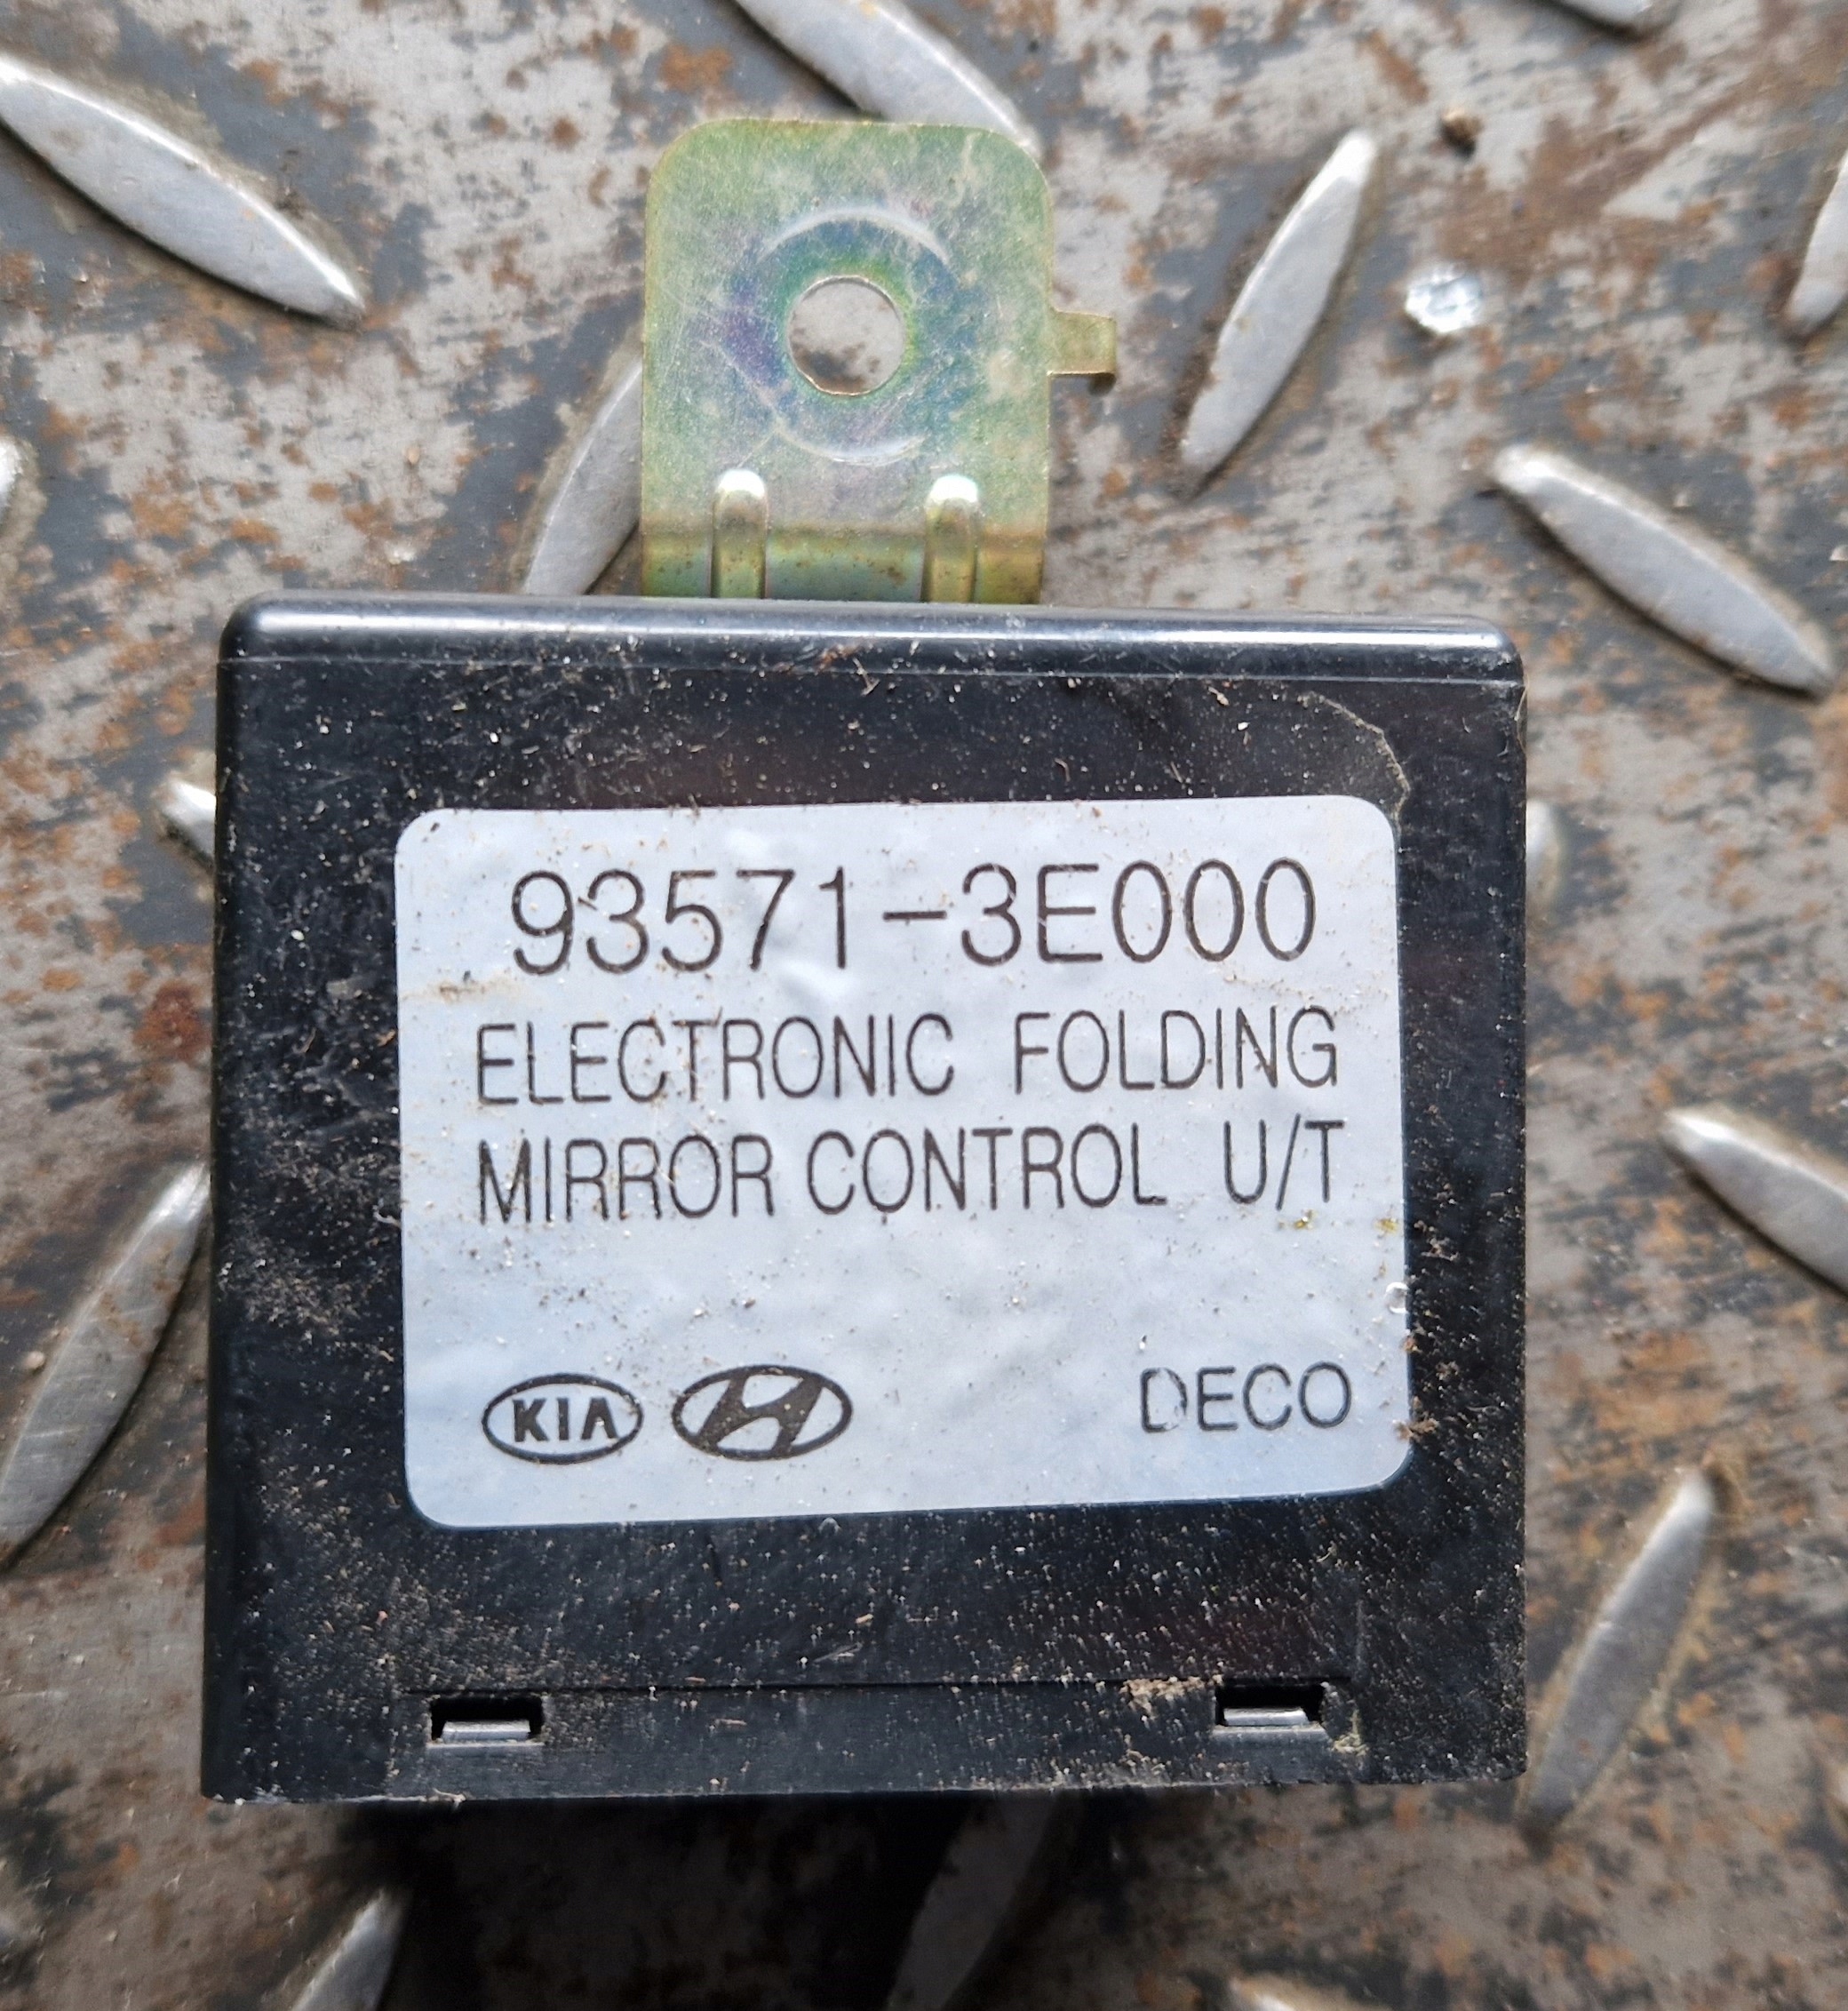 93571-3E000
ELECTRONIC FOLDING
MIRROR CONTROL U/T
KIA DECO